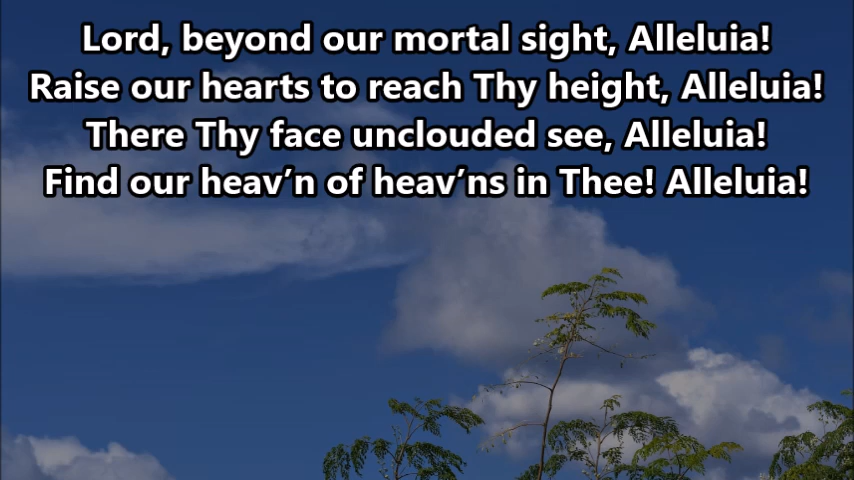 Lord, beyond our mortal sight, Alleluia!
Raise our hearts to reach Thy height, Alleluia!
There Thy face unclouded see, Alleluia!
Find our heav’n of heav’ns in Thee! Alleluia!